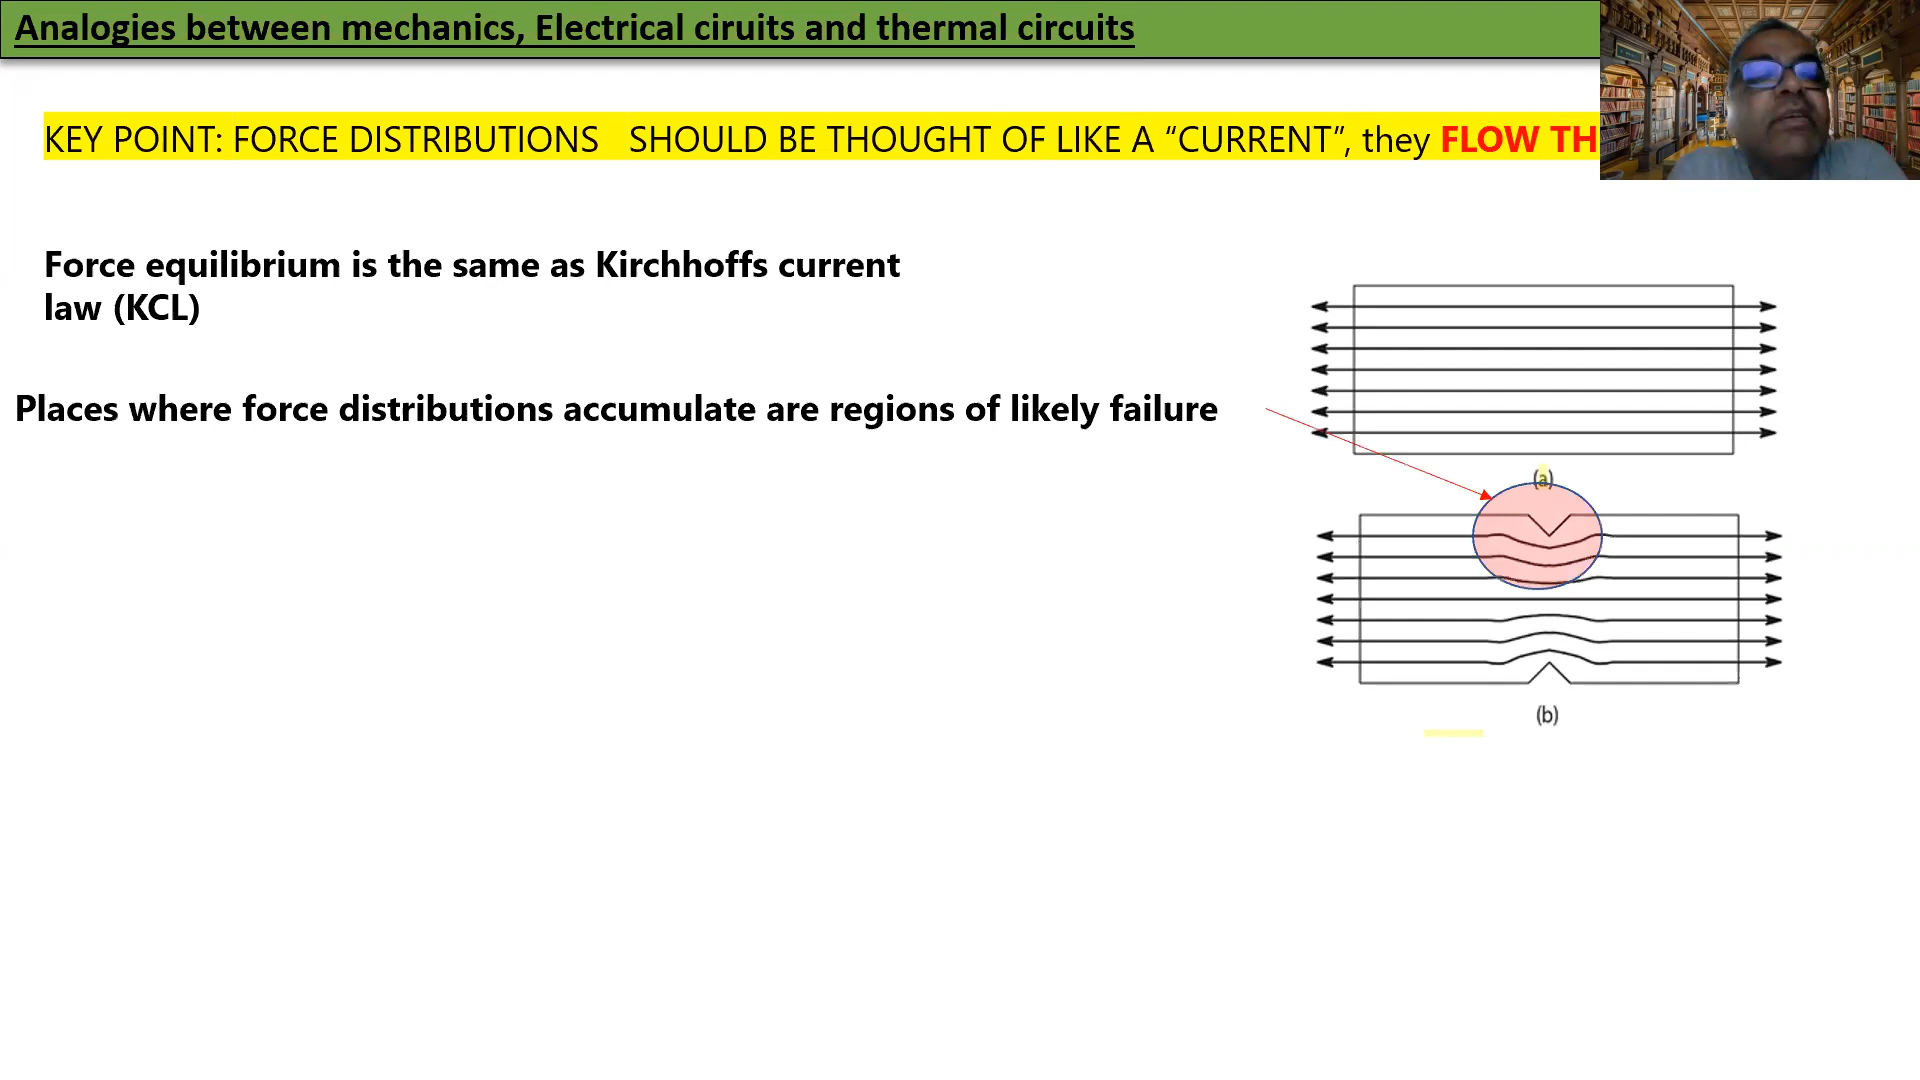 Analogies between mechanics, Electrical ciruits and thermal circuits
KEY POINT: FORCE DISTRIBUTIONS SHOULD BE THOUGHT OF LIKE A “CURRENT”, they FLOW TH
Force equilibrium is the same as Kirchhoffs current
law (KCL)
Places where force distributions accumulate are regions of likely failure
(a)
(b)